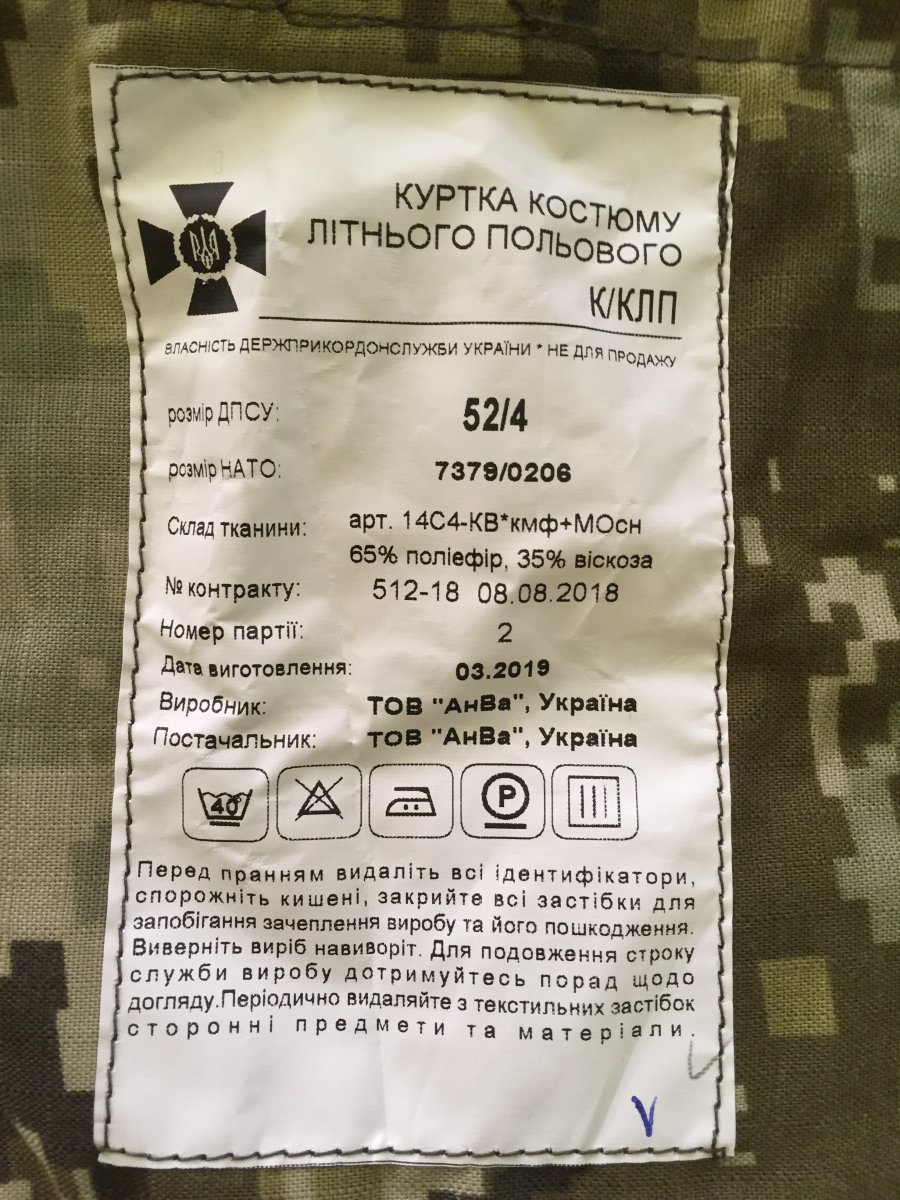 КУРТКА КОСТЮМУ
ЛІТНЬОГО ПОЛЬОВОГО
К/КЛП
ВЛАСНІСТЬ ДЕРЖПРИКОРДОНСЛУЖБИ УКРАЇНИ * НЕ ДЛЯ ПРОДАЖУ
розмір ДПСУ: 52/4
розмір НАТО: 7379/0206
Склад тканини: арт. 14С4-КВ*кмф+МОсн
65% поліефір, 35% віскоза
№ контракту: 512-18 08.08.2018
Номер партії: 2
Дата виготовлення: 03.2019
Виробник: ТОВ "АнВа", Україна
Постачальник: ТОВ "АнВа", Україна
40 P
Перед пранням видаліть всі ідентифікатори,
спорожніть кишені, закрийте всі застібки для
запобігання зачеплення виробу та його пошкодження.
Виверніть виріб навиворіт. Для подовження строку
служби виробу дотримуйтесь порад щодо
догляду.Періодично видаляйте з текстильних застібок
сторонні предмети та матеріали.
V